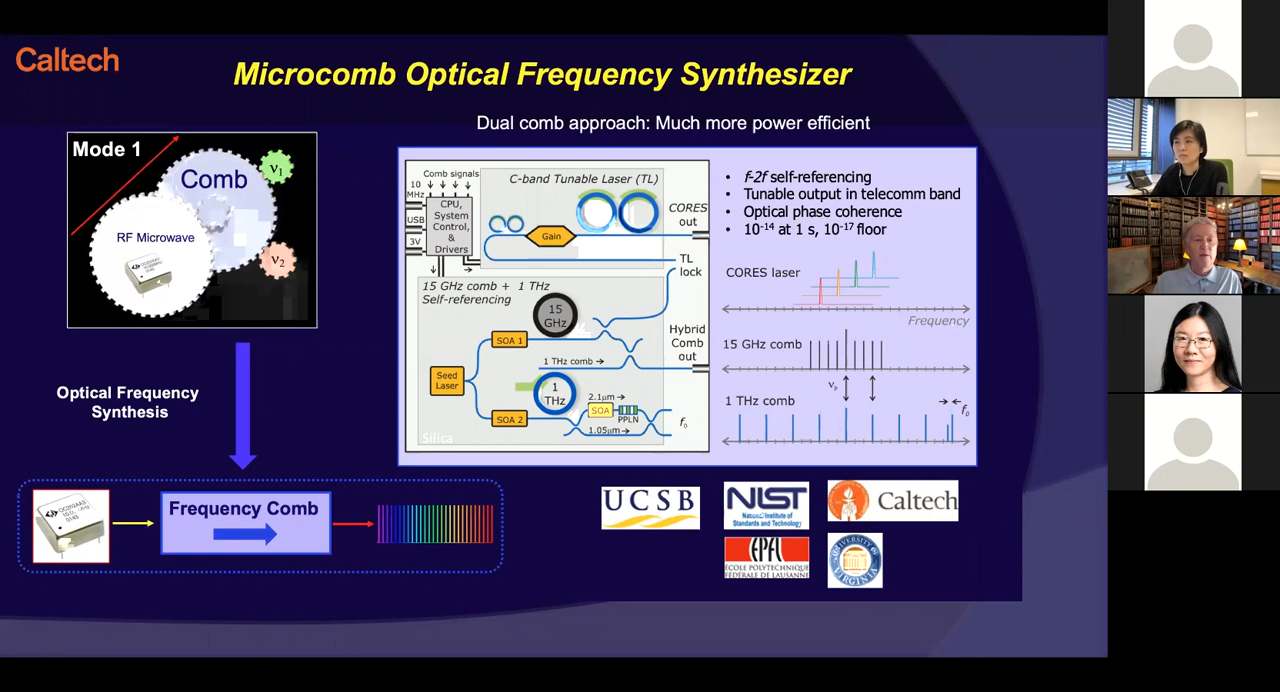 Caltech
Microcomb Optical Frequency Synthesizer
Dual comb approach: Much more power efficient
Mode 1
Comb
ν1
RF Microwave
ν2
Optical Frequency
Synthesis
Frequency Comb
Comb signals
10
MHz
USB
3V
CPU,
System
Control,
&
Drivers
C-band Tunable Laser (TL)
Gain
CORES
out
TL
lock
15 GHz comb + 1 THz
Self-referencing
15
GHz
SOA 1
Hybrid
Comb
out
1 THz comb
Seed
Laser
1
THz
2.1μm
SOA
PPLN
SOA 2
1.05μm
f0
Silica
• f-2f self-referencing
• Tunable output in telecomm band
• Optical phase coherence
• 10-14 at 1 s, 10-17 floor
CORES laser
Frequency
15 GHz comb
1 THz comb
f0
UCSB
NIST
National Institute of
Standards and Technology
Caltech
EPFL
ÉCOLE POLYTECHNIQUE
FÉDÉRALE DE LAUSANNE
UNIVERSITY
VIRGINIA